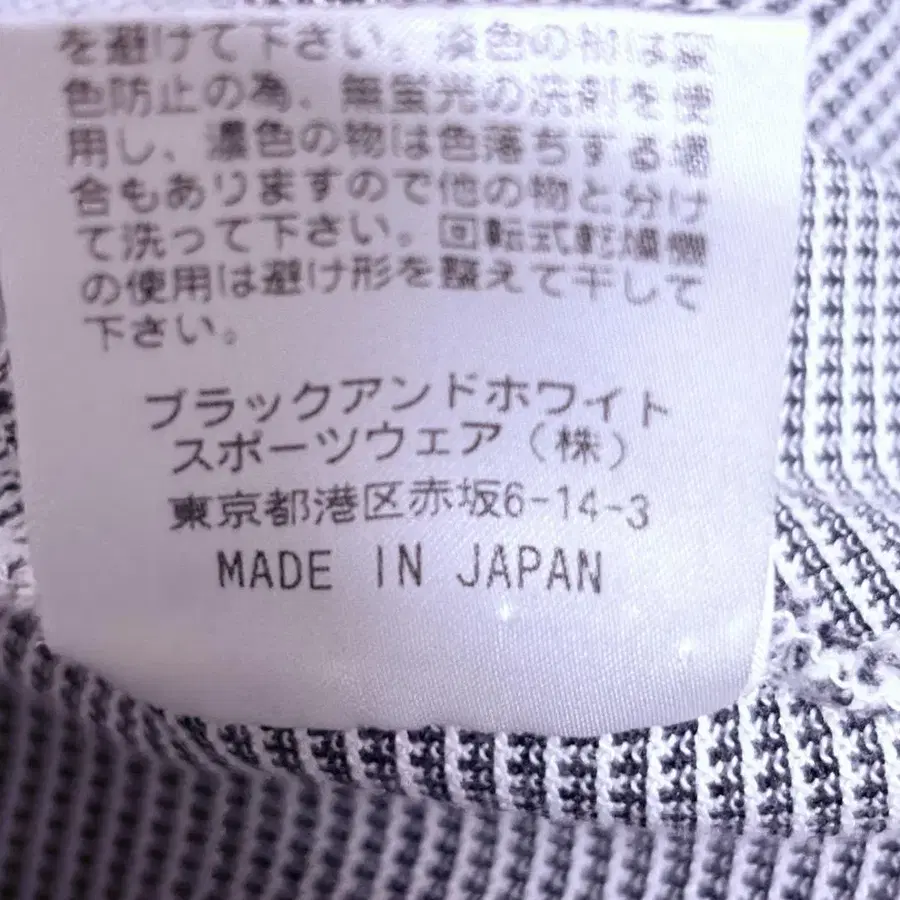 を避けて下さい。淡色の物は変
色防止の為、無蛍光の洗剤を使
用し、濃色の物は色落ちする場
合もありますので他の物と分け
て洗って下さい。回転式乾燥機
の使用は避け形を整えて干して
下さい。
ブラックアンドホワイト
スポーツウェア(株)
東京都港区赤坂6-14-3
MADE IN JAPAN